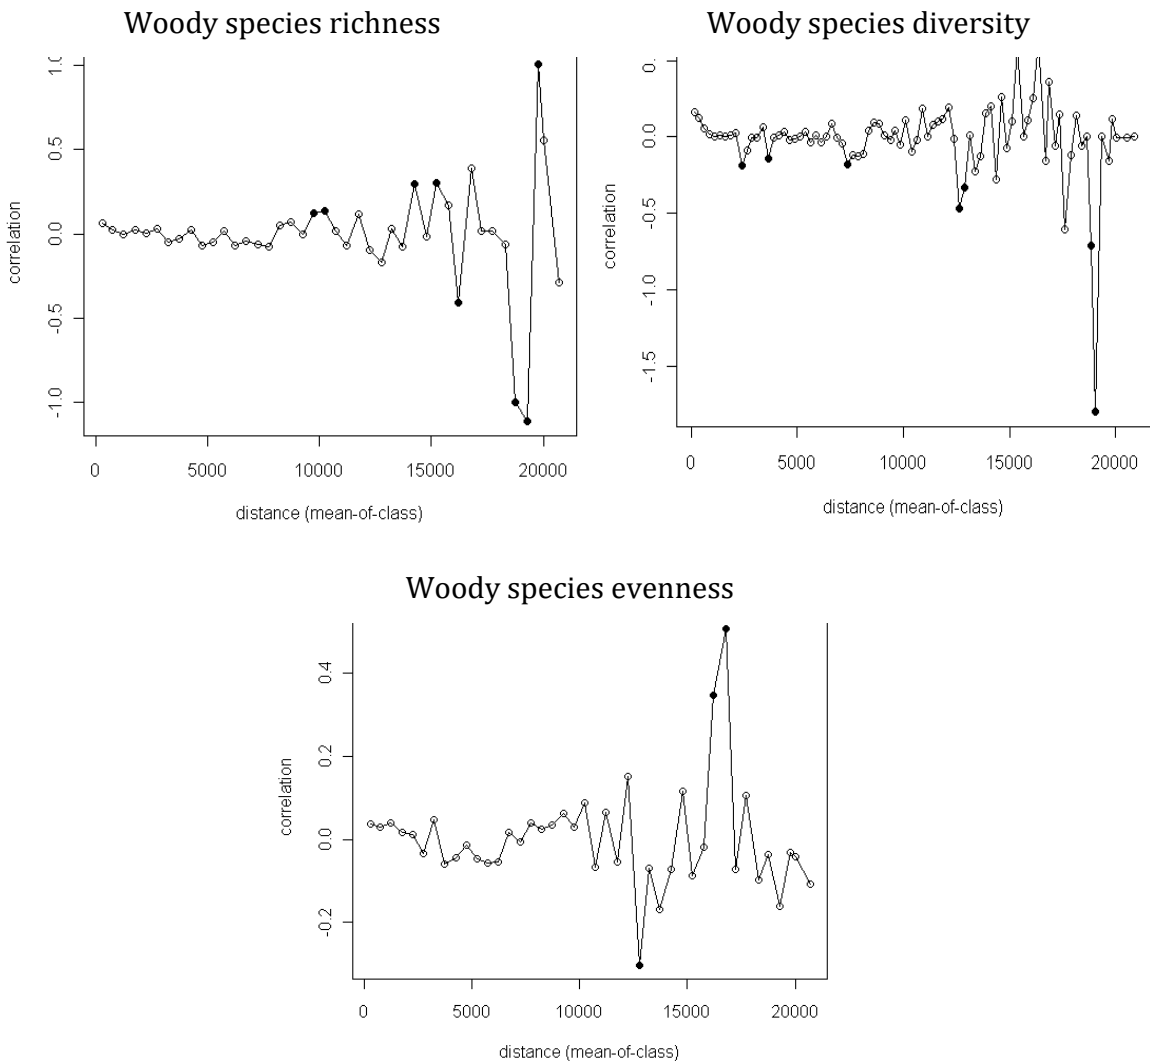 Woody species richness
1.0
0.5
0.0
-0.5
-1.0
correlation
0 5000 10000 15000 20000
distance (mean-of-class)
Woody species diversity
0.
0.0
-0.5
-1.0
-1.5
correlation
0 5000 10000 15000 20000
distance (mean-of-class)
Woody species evenness
0.4
0.2
0.0
-0.2
correlation
0 5000 10000 15000 20000
distance (mean-of-class)